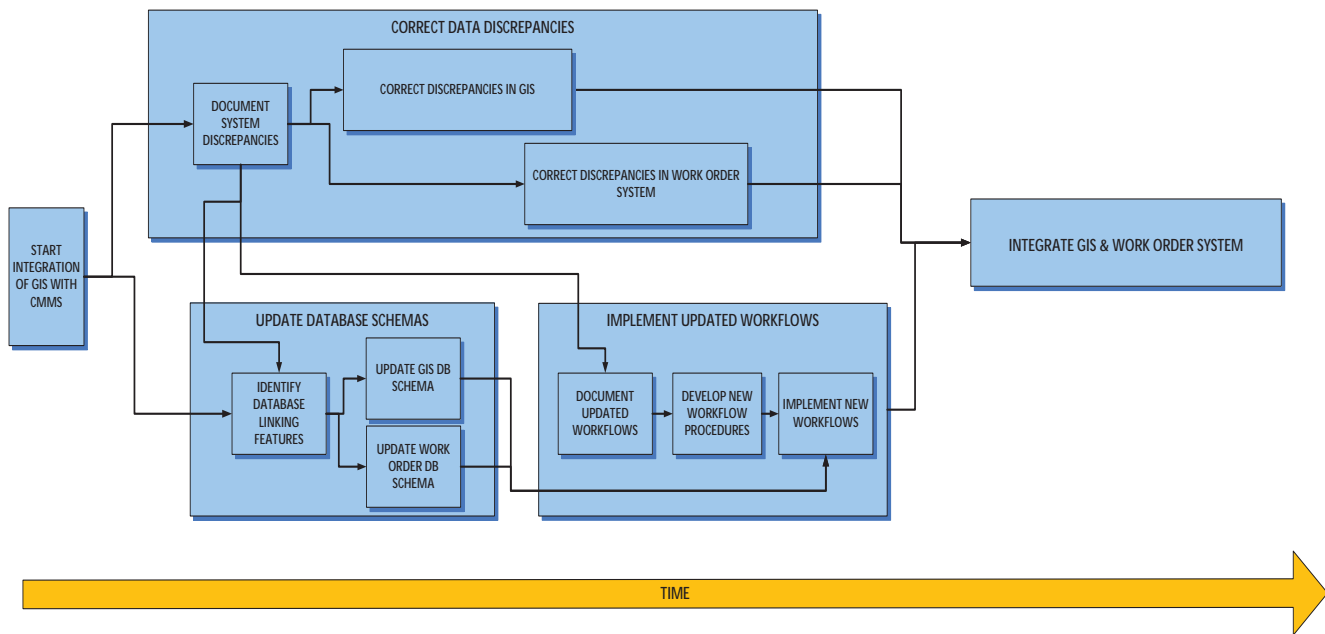 CORRECT DATA DISCREPANCIES
DOCUMENT
SYSTEM
DISCREPANCIES
CORRECT DISCREPANCIES IN GIS
CORRECT DISCREPANCIES IN WORK ORDER
SYSTEM
START
INTEGRATION
OF GIS WITH
CMMS
INTEGRATE GIS & WORK ORDER SYSTEM
UPDATE DATABASE SCHEMAS
IDENTIFY
DATABASE
LINKING
FEATURES
UPDATE GIS DB
SCHEMA
UPDATE WORK
ORDER DB
SCHEMA
IMPLEMENT UPDATED WORKFLOWS
DOCUMENT
UPDATED
WORKFLOWS
DEVELOP NEW
WORKFLOW
PROCEDURES
IMPLEMENT NEW
WORKFLOWS
TIME